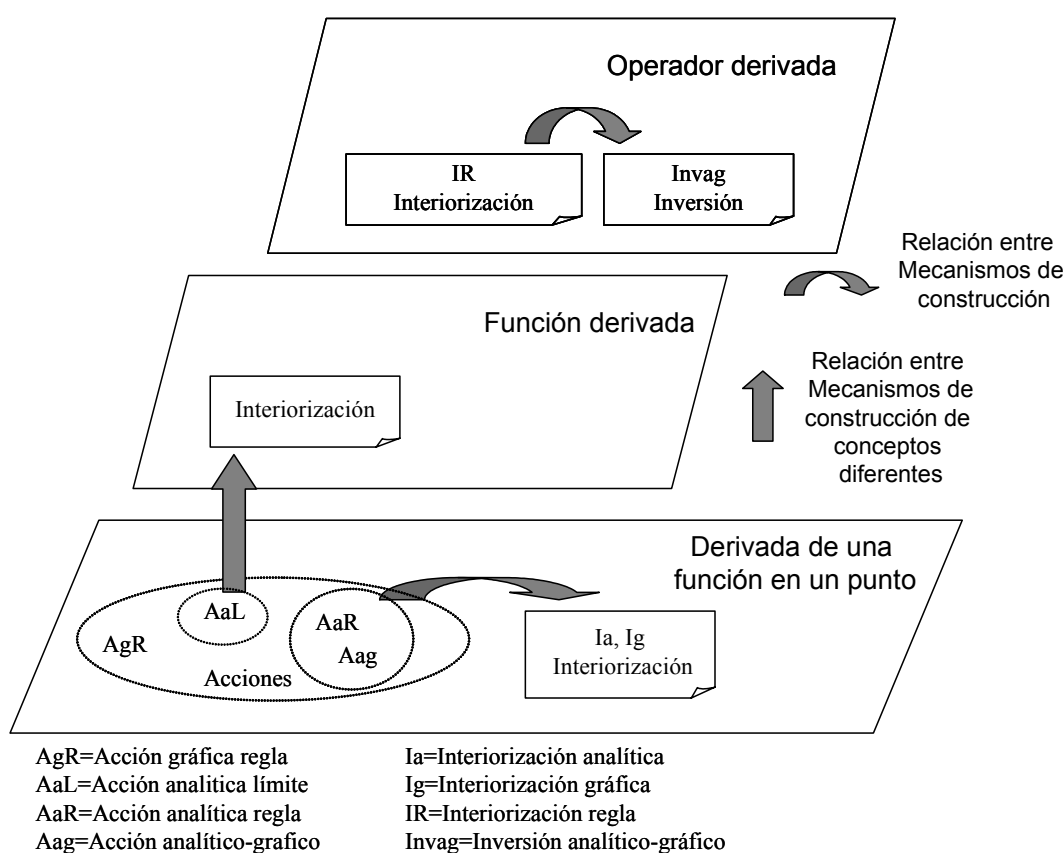 Operador derivada
IR
Interiorización
Invag
Inversión
Relación entre
Mecanismos de
construcción
Función derivada
Interiorización
Relación entre
Mecanismos de
construcción de
conceptos
diferentes
Derivada de una
función en un punto
AaL
AgR
AaR
Aag
Acciones
Ia, Ig
Interiorización
AgR=Acción gráfica regla
AaL=Acción analitica límite
AaR=Acción analítica regla
Aag=Acción analítico-grafico
Ia=Interiorización analítica
Ig=Interiorización gráfica
IR=Interiorización regla
Invag=Inversión analítico-gráfico